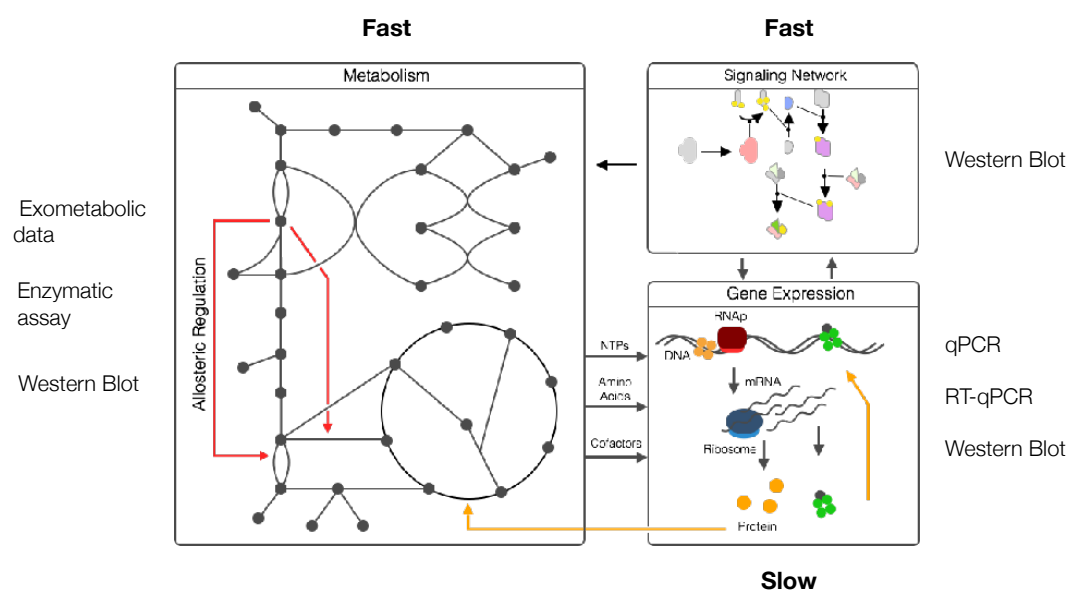 Fast
Fast
Metabolism
Signaling Network
Western Blot
Exometabolic
data
Enzymatic
assay
Western Blot
Allosteric Regulation
Gene Expression
RNAp
DNA
NTPs
mRNA
Amino
Acids
Ribosome
Cofactors
Protein
qPCR
RT-qPCR
Western Blot
Slow